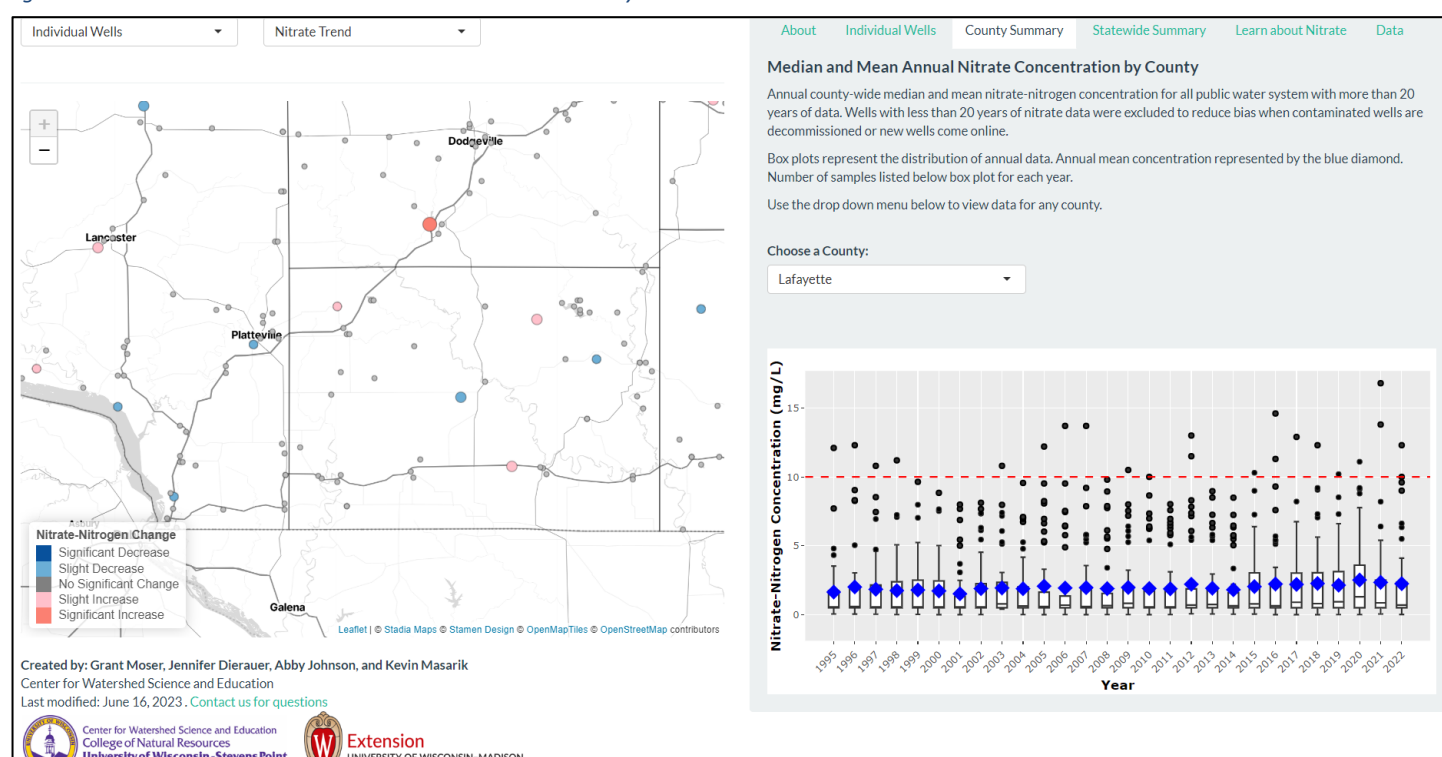 Individual Wells
Nitrate Trend
+
−
Dodgeville
Lancaster
Platteville
Asbury
Galena
Nitrate-Nitrogen Change
Significant Decrease
Slight Decrease
No Significant Change
Slight Increase
Significant Increase
Leaflet | © Stadia Maps © Stamen Design © OpenMapTiles © OpenStreetMap contributors
Created by: Grant Moser, Jennifer Dierauer, Abby Johnson, and Kevin Masarik
Center for Watershed Science and Education
Last modified: June 16, 2023 . Contact us for questions
Center for Watershed Science and Education
College of Natural Resources
University of Wisconsin-Stevens Point
W
Extension
UNIVERSITY OF WISCONSIN-MADISON
About Individual Wells County Summary Statewide Summary Learn about Nitrate Data
Median and Mean Annual Nitrate Concentration by County
Annual county-wide median and mean nitrate-nitrogen concentration for all public water system with more than 20
years of data. Wells with less than 20 years of nitrate data were excluded to reduce bias when contaminated wells are
decommissioned or new wells come online.
Box plots represent the distribution of annual data. Annual mean concentration represented by the blue diamond.
Number of samples listed below box plot for each year.
Use the drop down menu below to view data for any county.
Choose a County:
Lafayette
Nitrate-Nitrogen Concentration (mg/L)
15
10
5
0
1995 1996 1997 1998 1999 2000 2001 2002 2003 2004 2005 2006 2007 2008 2009 2010 2011 2012 2013 2014 2015 2016 2017 2018 2019 2020 2021 2022
Year